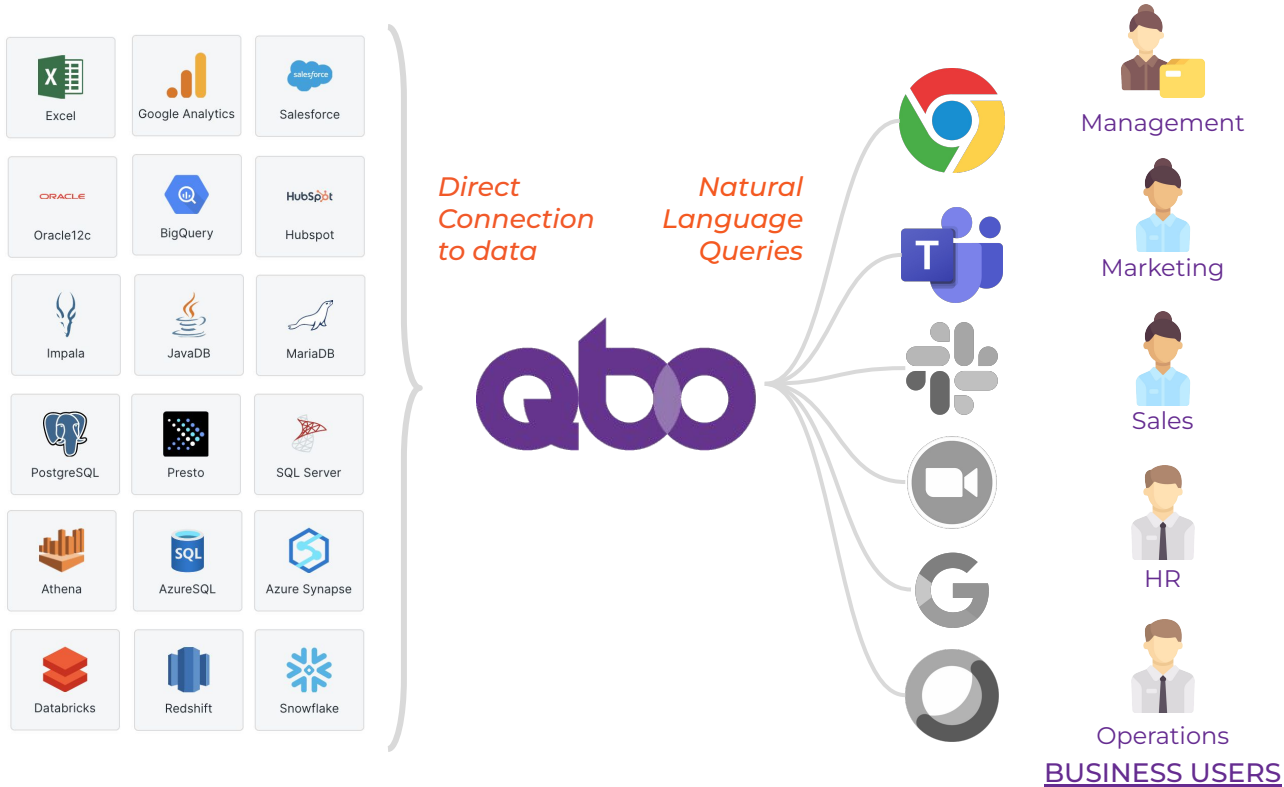 Excel
Google Analytics
salesforce
Salesforce
ORACLE
Oracle12c
BigQuery
HubSpot
Hubspot
Impala
JavaDB
MariaDB
PostgreSQL
Presto
SQL Server
Athena
SQL
AzureSQL
Azure Synapse
Databricks
Redshift
Snowflake
Direct
Connection
to data
Natural
Language
Queries
Qbo
X
T
G
Management
Marketing
Sales
HR
Operations
BUSINESS USERS